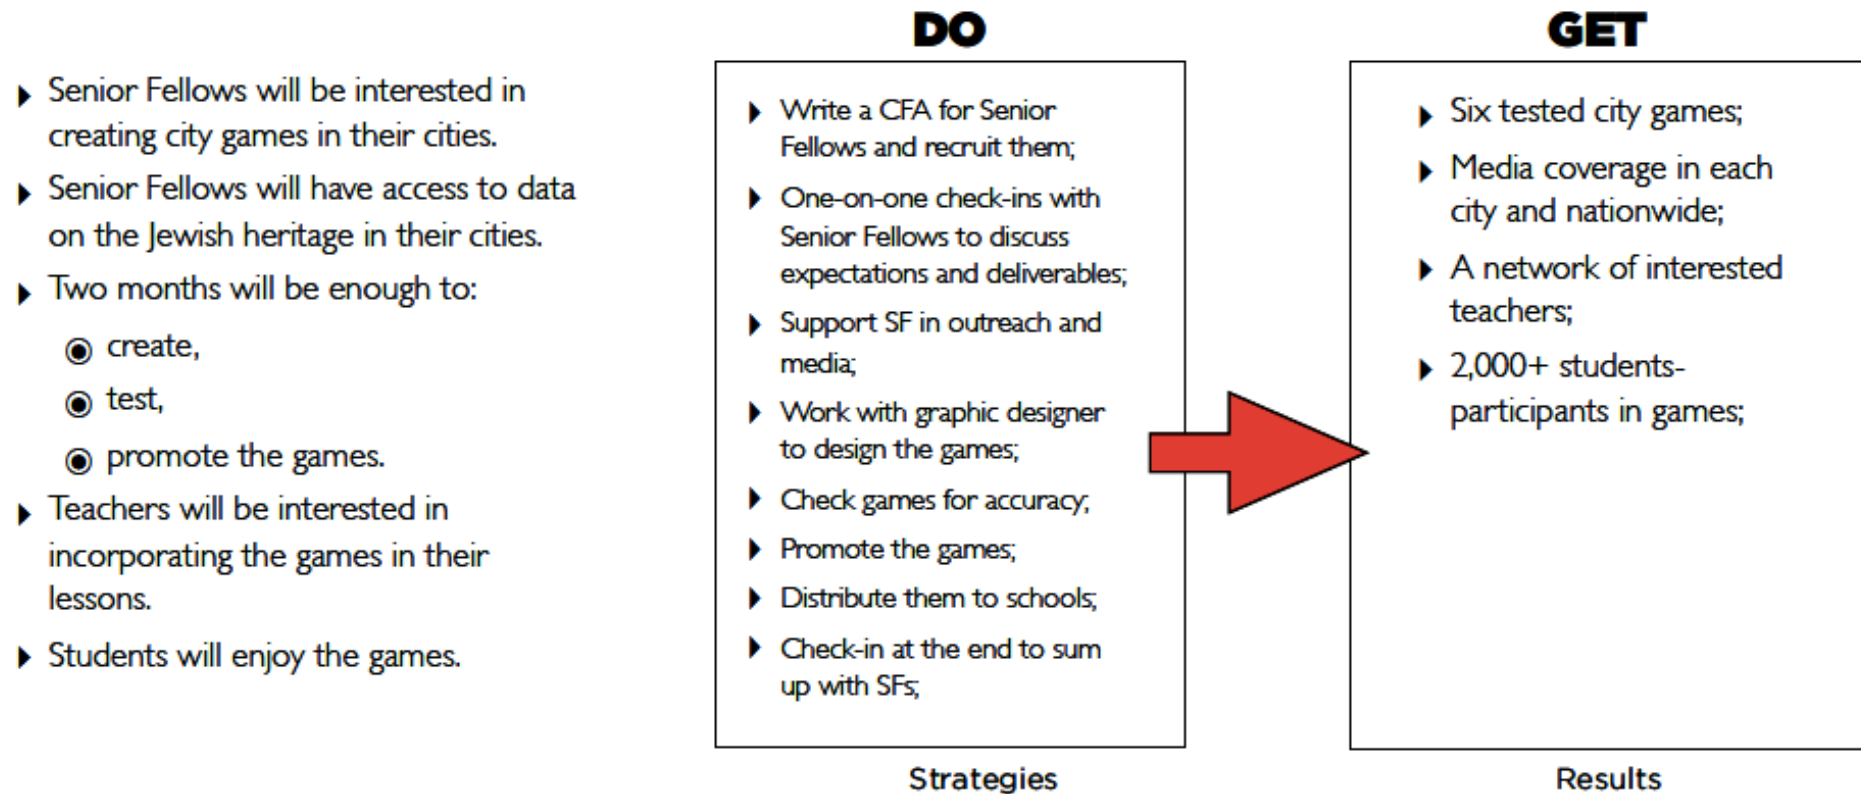 Senior Fellows will be interested in
creating city games in their cities.
Senior Fellows will have access to data
on the Jewish heritage in their cities.
Two months will be enough to:
create,
test,
promote the games.
Teachers will be interested in
incorporating the games in their
lessons.
Students will enjoy the games.
DO
Write a CFA for Senior
Fellows and recruit them;
One-on-one check-ins with
Senior Fellows to discuss
expectations and deliverables;
Support SF in outreach and
media;
Work with graphic designer
to design the games;
Check games for accuracy;
Promote the games;
Distribute them to schools;
Check-in at the end to sum
up with SFs;
Strategies
GET
Six tested city games;
Media coverage in each
city and nationwide;
A network of interested
teachers;
2,000+ students-
participants in games;
Results